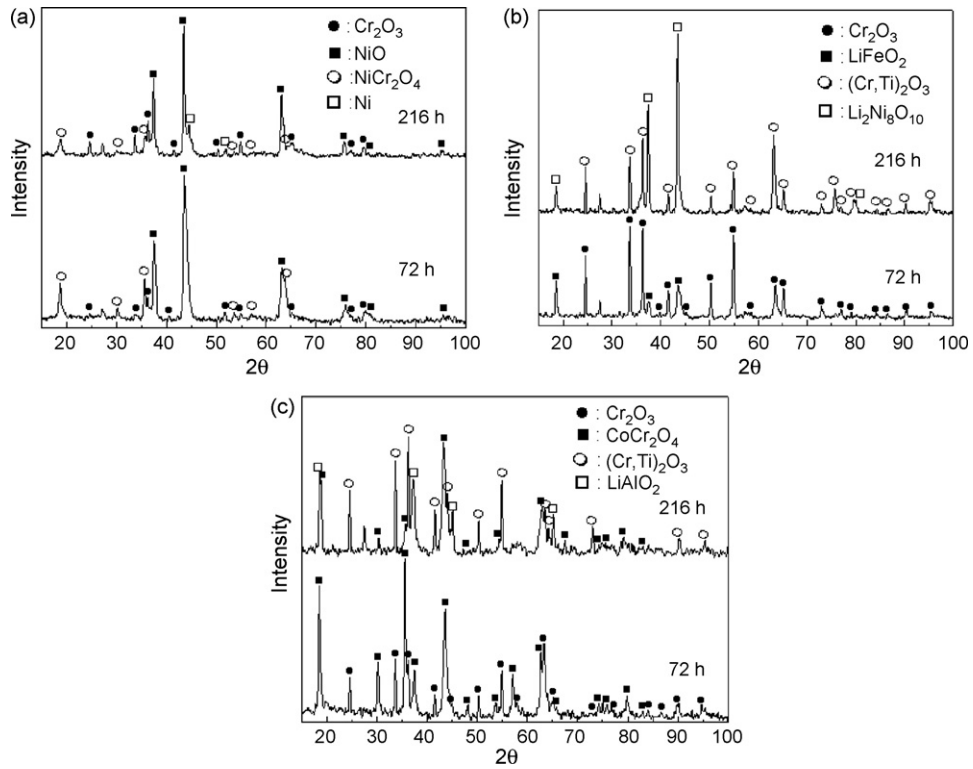 (a)
● : Cr₂O₃
■ : NiO
○ : NiCr₂O₄
□ : Ni
216 h
72 h
Intensity
20 30 40 50 60 70 80 90 100
2θ
(b)
● : Cr₂O₃
■ : LiFeO₂
○ : (Cr,Ti)₂O₃
□ : Li₂Ni₈O₁₀
216 h
72 h
Intensity
20 30 40 50 60 70 80 90 100
2θ
(c)
● : Cr₂O₃
■ : CoCr₂O₄
○ : (Cr,Ti)₂O₃
□ : LiAlO₂
216 h
72 h
Intensity
20 30 40 50 60 70 80 90 100
2θ